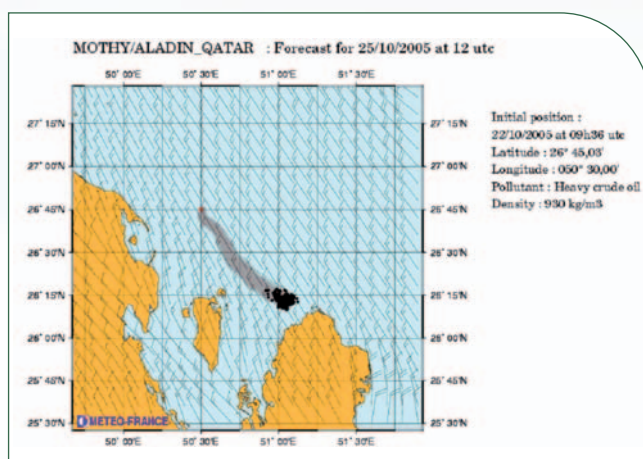 MOTHY/ALADIN_QATAR : Forecast for 25/10/2005 at 12 utc
50° 00'E 50° 30'E 51° 00'E 51° 30'E
27° 15'N 27° 15'N
27° 00'N 27° 00'N
26° 45'N 26° 45'N
26° 30'N 26° 30'N
26° 15'N 26° 15'N
26° 00'N 26° 00'N
25° 45'N 25° 45'N
25° 30'N 25° 30'N
METEO-FRANCE
50° 00'E 50° 30'E 51° 00'E 51° 30'E
Initial position :
22/10/2005 at 09h36 utc
Latitude : 26° 45,03'
Longitude : 050° 30,00'
Pollutant : Heavy crude oil
Density : 930 kg/m3